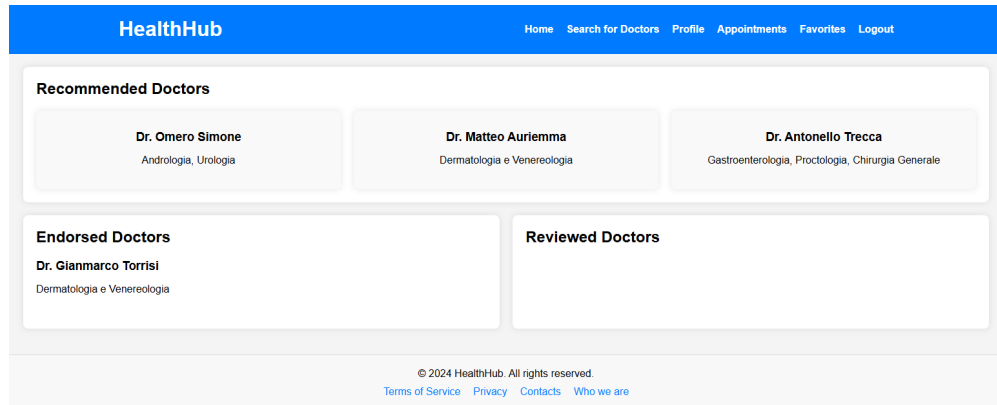 HealthHub
Home Search for Doctors Profile Appointments Favorites Logout
Recommended Doctors
Dr. Omero Simone
Andrologia, Urologia
Dr. Matteo Auriemma
Dermatologia e Venereologia
Dr. Antonello Trecca
Gastroenterologia, Proctologia, Chirurgia Generale
Endorsed Doctors
Dr. Gianmarco Torrisi
Dermatologia e Venereologia
Reviewed Doctors
© 2024 HealthHub. All rights reserved.
Terms of Service Privacy Contacts Who we are